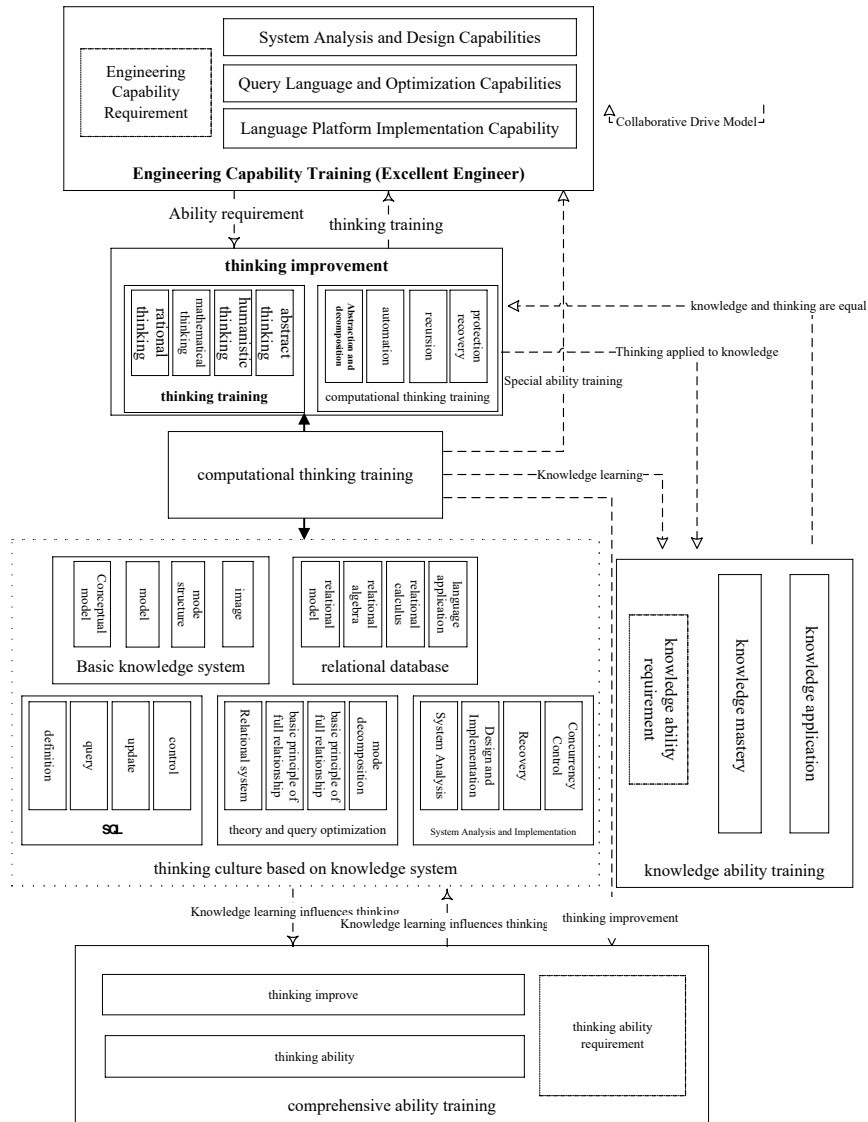 System Analysis and Design Capabilities
Engineering
Capability
Requirement
Query Language and Optimization Capabilities
Language Platform Implementation Capability
Collaborative Drive Model
Engineering Capability Training (Excellent Engineer)
Ability requirement
thinking training
thinking improvement
rational
thinking
mathematical
thinking
humanistic
thinking
abstract
thinking
thinking training
Abstraction and
decomposition
automation
recursion
protection
recovery
computational thinking training
knowledge and thinking are equal
Thinking applied to knowledge
Special ability training
computational thinking training
Knowledge learning
Conceptual
model
model
mode
structure
image
Basic knowledge system
relational
model
relational
algebra
relational
calculus
language
application
relational database
definition
query
update
control
SQL
Relational system
basic principle of
full relationship
basic principle of
full relationship
mode
decomposition
theory and query optimization
System Analysis
Design and
Implementation
Recovery
Concurrency
Control
System Analysis and Implementation
thinking culture based on knowledge system
knowledge ability
requirement
knowledge mastery
knowledge application
knowledge ability training
Knowledge learning influences thinking
Knowledge learning influences thinking
thinking improvement
thinking improve
thinking ability
thinking ability
requirement
comprehensive ability training